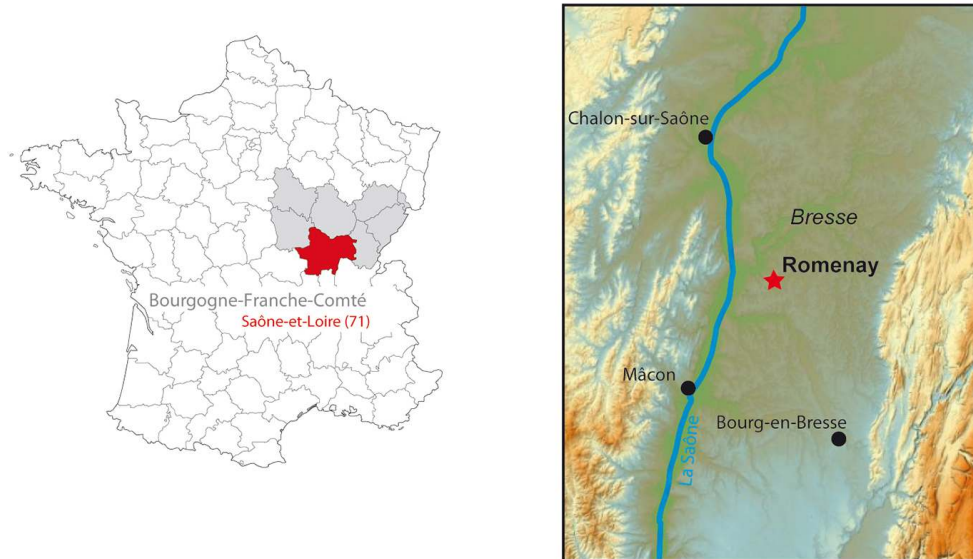 Bourgogne-Franche-Comté
Saône-et-Loire (71)
Chalon-sur-Saône
Bresse
Romenay
Mâcon
Bourg-en-Bresse
La Saône